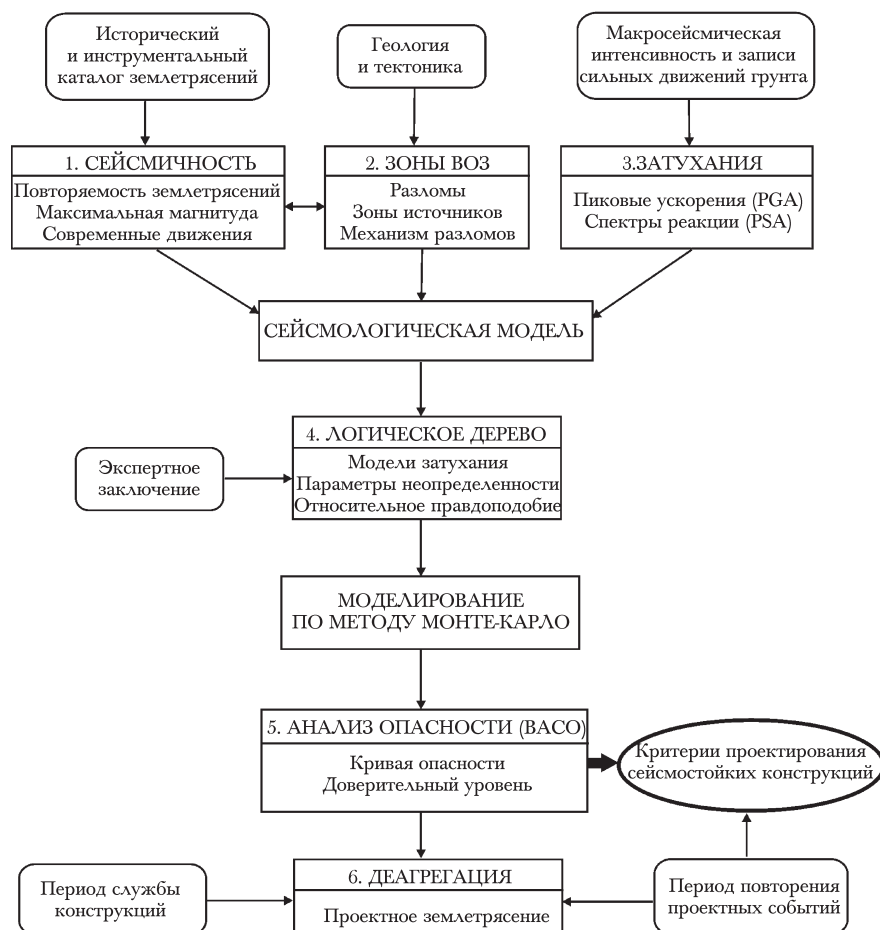 Исторический
и инструментальный
каталог землетрясений
Геология
и тектоника
Макросейсмическая
интенсивность и записи
сильных движений грунта
1. СЕЙСМИЧНОСТЬ
Повторяемость землетрясений
Максимальная магнитуда
Современные движения
2. ЗОНЫ ВОЗ
Разломы
Зоны источников
Механизм разломов
3.ЗАТУХАНИЯ
Пиковые ускорения (PGA)
Спектры реакции (PSA)
СЕЙСМОЛОГИЧЕСКАЯ МОДЕЛЬ
4. ЛОГИЧЕСКОЕ ДЕРЕВО
Модели затухания
Параметры неопределенности
Относительное правдоподобие
Экспертное
заключение
МОДЕЛИРОВАНИЕ
ПО МЕТОДУ МОНТЕ-КАРЛО
5. АНАЛИЗ ОПАСНОСТИ (ВАСО)
Кривая опасности
Доверительный уровень
Критерии проектирования
сейсмостойких конструкций
Период службы
конструкций
6. ДЕАГРЕГАЦИЯ
Проектное землетрясение
Период повторения
проектных событий